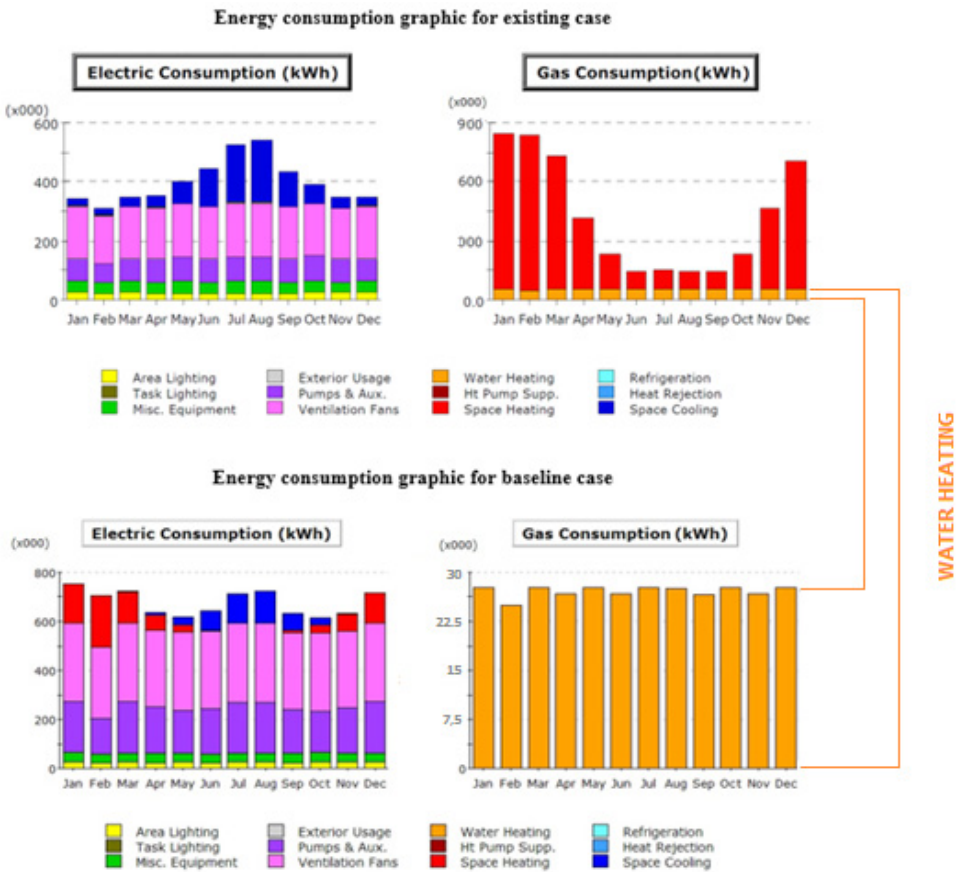 Energy consumption graphic for existing case
Electric Consumption (kWh)
Gas Consumption(kWh)
(x000)
(x000)
600
400
200
0
900
600
300
0.0
Jan Feb Mar Apr May Jun Jul Aug Sep Oct Nov Dec
Jan Feb Mar Apr May Jun Jul Aug Sep Oct Nov Dec
Area Lighting
Task Lighting
Misc. Equipment
Exterior Usage
Pumps & Aux.
Ventilation Fans
Water Heating
Ht Pump Supp.
Space Heating
Refrigeration
Heat Rejection
Space Cooling
WATER HEATING
Energy consumption graphic for baseline case
Electric Consumption (kWh)
Gas Consumption (kWh)
(x000)
(x000)
800
600
400
200
0
30
22.5
15
7,5
0
Jan Feb Mar Apr May Jun Jul Aug Sep Oct Nov Dec
Jan Feb Mar Apr May Jun Jul Aug Sep Oct Nov Dec
Area Lighting
Task Lighting
Misc. Equipment
Exterior Usage
Pumps & Aux.
Ventilation Fans
Water Heating
Ht Pump Supp.
Space Heating
Refrigeration
Heat Rejection
Space Cooling